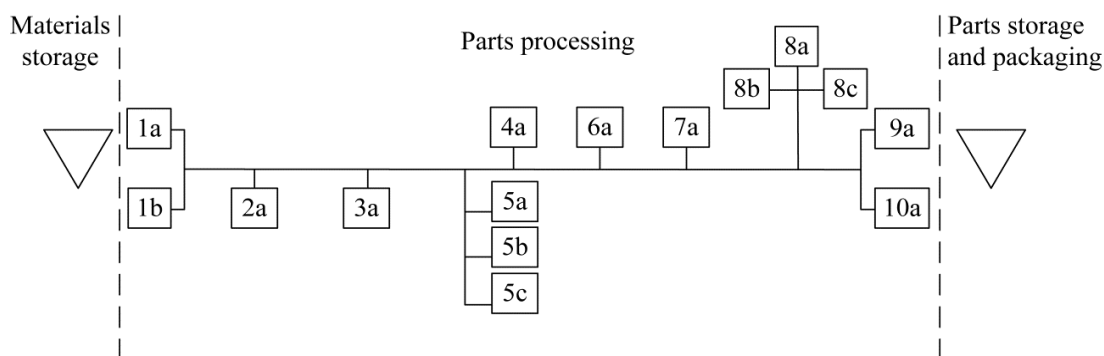 Materials
storage
Parts processing
Parts storage
and packaging
8a
8b
8c
1a
4a
6a
7a
9a
1b
2a
3a
5a
10a
5b
5c